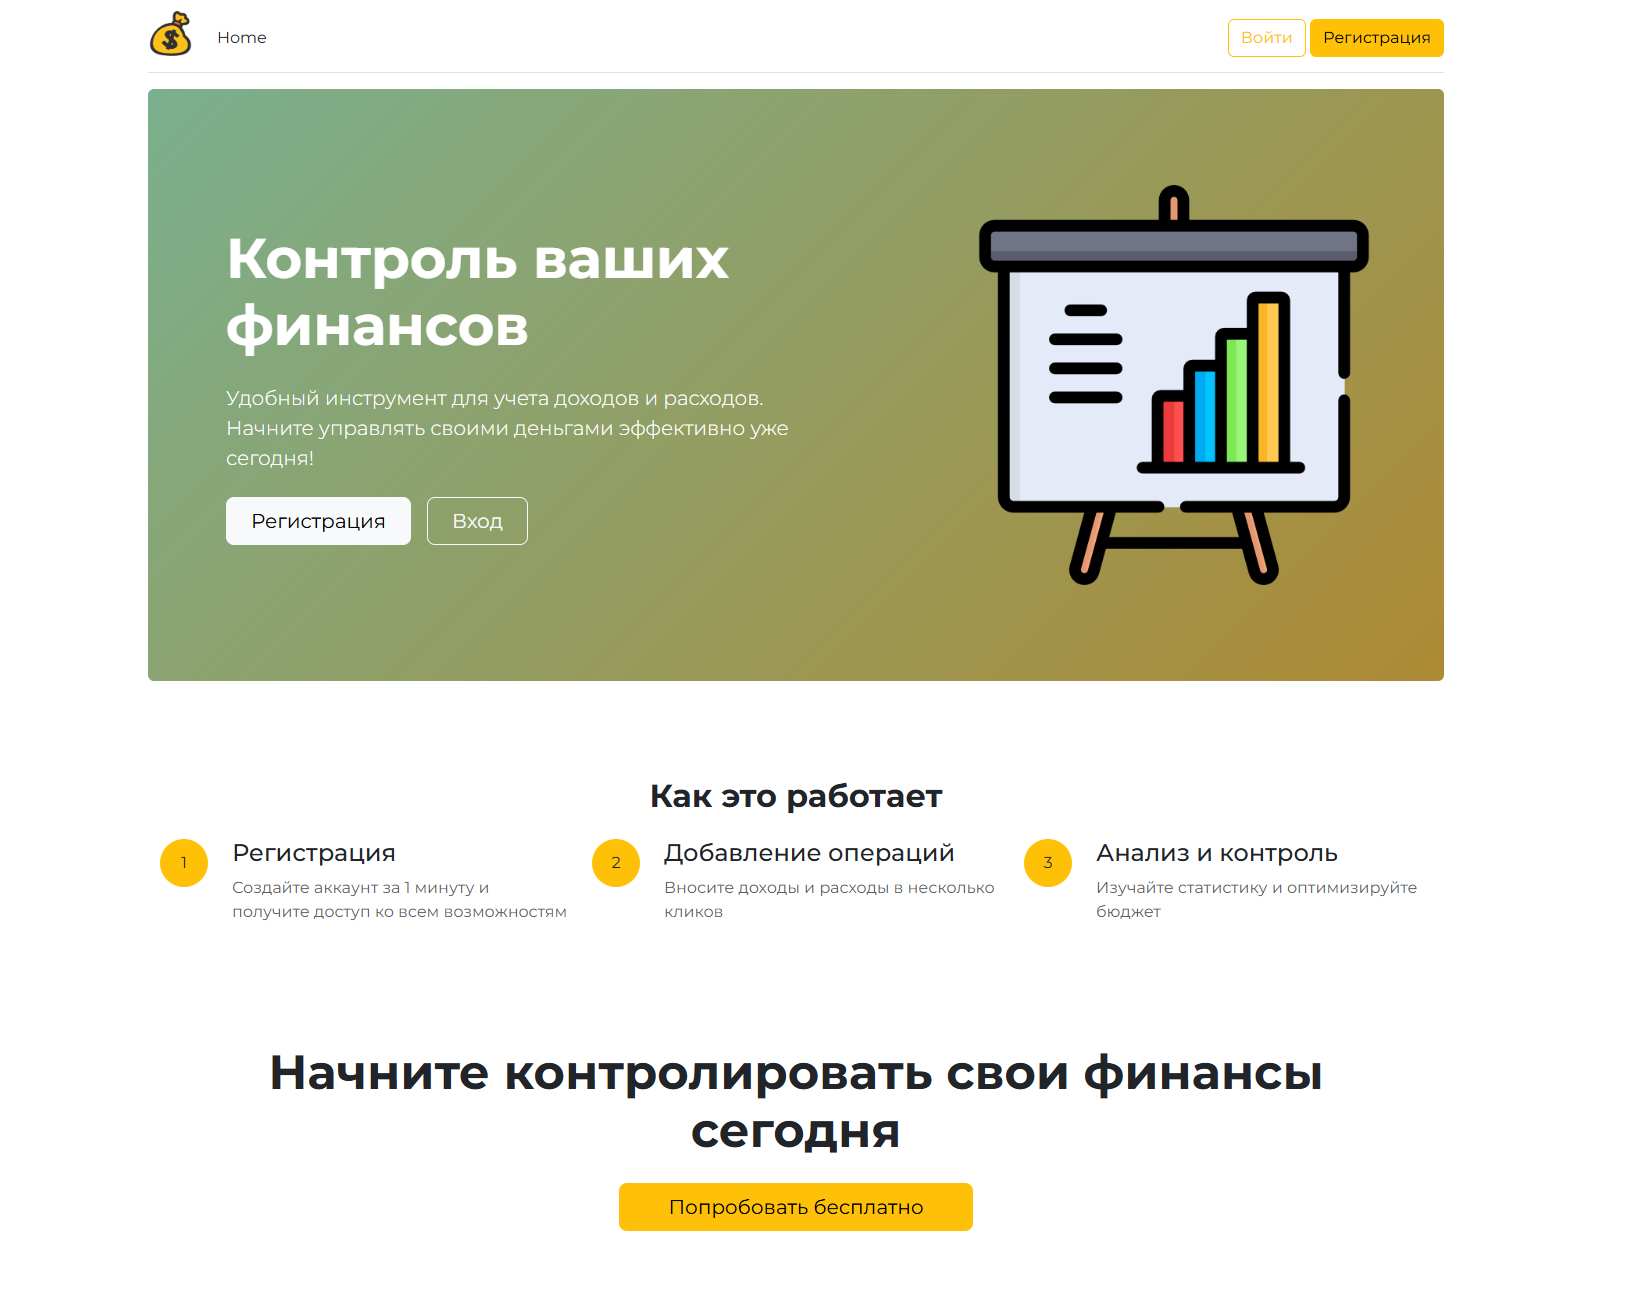 $
Home
Войти
Регистрация
Контроль ваших
финансов
Удобный инструмент для учета доходов и расходов.
Начните управлять своими деньгами эффективно уже
сегодня!
Регистрация
Вход
Как это работает
1
Регистрация
Создайте аккаунт за 1 минуту и
получите доступ ко всем возможностям
2
Добавление операций
Вносите доходы и расходы в несколько
кликов
3
Анализ и контроль
Изучайте статистику и оптимизируйте
бюджет
Начните контролировать свои финансы
сегодня
Попробовать бесплатно